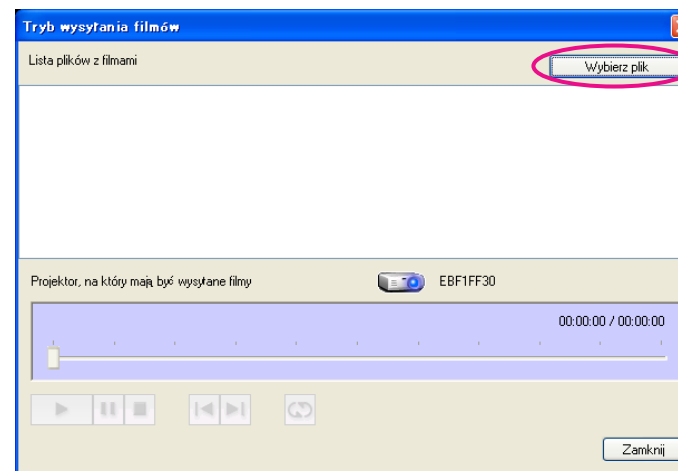 Tryb wysyłania filmów
Lista plików z filmami
Wybierz plik
Projektor, na który mają być wysyłane filmy
EBF1FF30
00:00:00 / 00:00:00
Zamknij